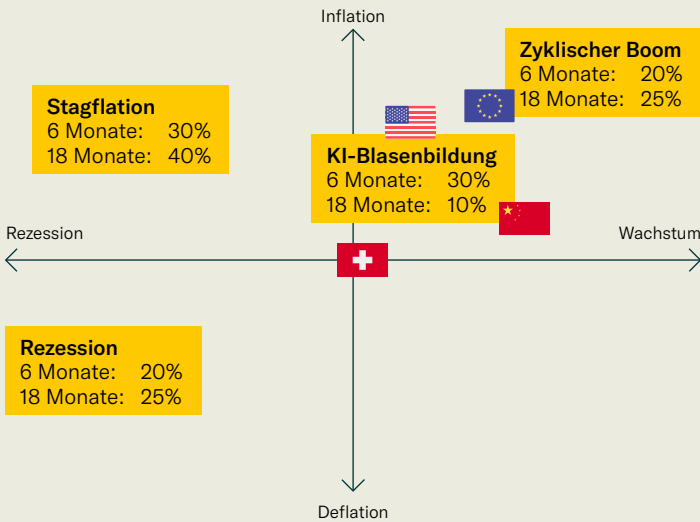 Inflation
Zyklischer Boom
6 Monate: 20%
18 Monate: 25%
Stagflation
6 Monate: 30%
18 Monate: 40%
KI-Blasenbildung
6 Monate: 30%
18 Monate: 10%
Rezession
Wachstum
Rezession
6 Monate: 20%
18 Monate: 25%
Deflation